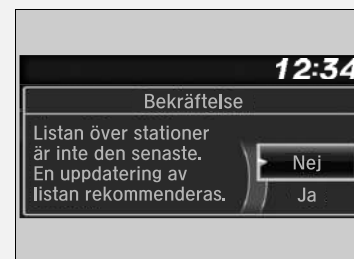 12:34
Bekräftelse
Listan över stationer
är inte den senaste.
En uppdatering av
listan rekommenderas.
Nej
Ja